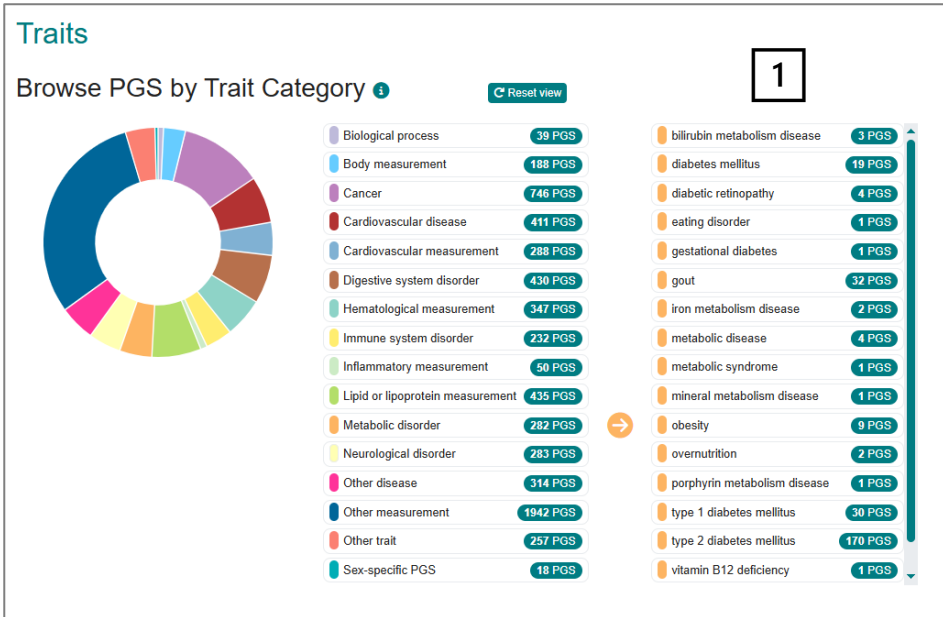 Traits
Browse PGS by Trait Category i
Reset view
1
Biological process 39 PGS
Body measurement 188 PGS
Cancer 746 PGS
Cardiovascular disease 411 PGS
Cardiovascular measurement 288 PGS
Digestive system disorder 430 PGS
Hematological measurement 347 PGS
Immune system disorder 232 PGS
Inflammatory measurement 50 PGS
Lipid or lipoprotein measurement 435 PGS
Metabolic disorder 282 PGS
Neurological disorder 283 PGS
Other disease 314 PGS
Other measurement 1942 PGS
Other trait 257 PGS
Sex-specific PGS 18 PGS
bilirubin metabolism disease 3 PGS
diabetes mellitus 19 PGS
diabetic retinopathy 4 PGS
eating disorder 1 PGS
gestational diabetes 1 PGS
gout 32 PGS
iron metabolism disease 2 PGS
metabolic disease 4 PGS
metabolic syndrome 1 PGS
mineral metabolism disease 1 PGS
obesity 9 PGS
overnutrition 2 PGS
porphyrin metabolism disease 1 PGS
type 1 diabetes mellitus 30 PGS
type 2 diabetes mellitus 170 PGS
vitamin B12 deficiency 1 PGS